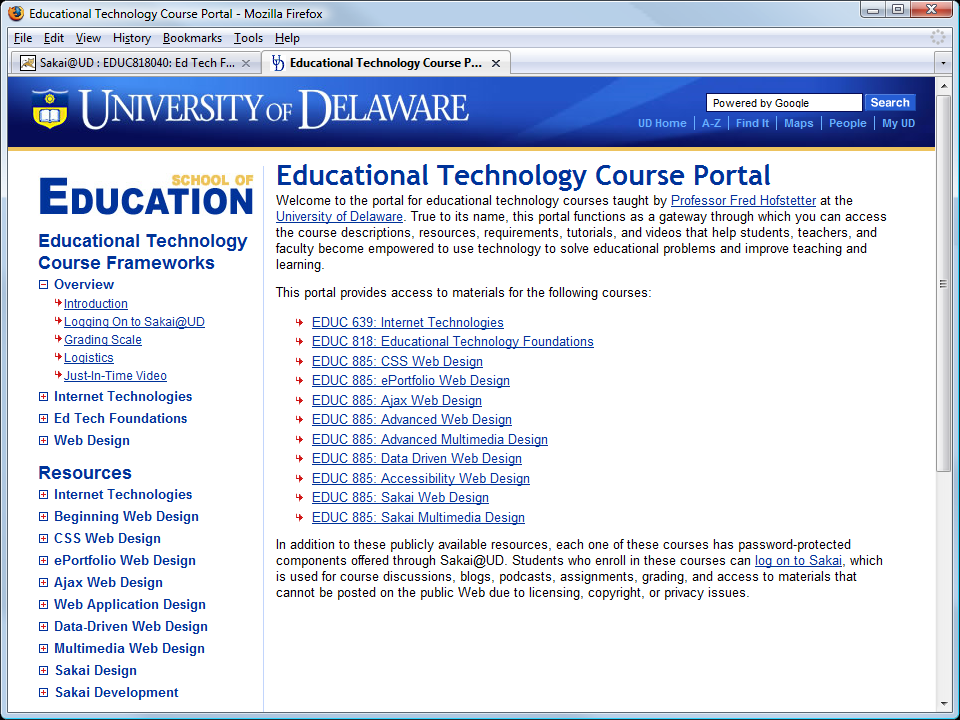 Educational Technology Course Portal - Mozilla Firefox
File Edit View History Bookmarks Tools Help
Sakai@UD : EDUC818040: Ed Tech F...
Educational Technology Course P...
UNIVERSITY OF DELAWARE
Powered by Google Search
UD Home | A-Z | Find It | Maps | People | My UD
SCHOOL OF
EDUCATION
Educational Technology
Course Frameworks
Overview
Introduction
Logging On to Sakai@UD
Grading Scale
Logistics
Just-In-Time Video
Internet Technologies
Ed Tech Foundations
Web Design
Resources
Internet Technologies
Beginning Web Design
CSS Web Design
ePortfolio Web Design
Ajax Web Design
Web Application Design
Data-Driven Web Design
Multimedia Web Design
Sakai Design
Sakai Development
Educational Technology Course Portal
Welcome to the portal for educational technology courses taught by Professor Fred Hofstetter at the
University of Delaware. True to its name, this portal functions as a gateway through which you can access
the course descriptions, resources, requirements, tutorials, and videos that help students, teachers, and
faculty become empowered to use technology to solve educational problems and improve teaching and
learning.
This portal provides access to materials for the following courses:
EDUC 639: Internet Technologies
EDUC 818: Educational Technology Foundations
EDUC 885: CSS Web Design
EDUC 885: ePortfolio Web Design
EDUC 885: Ajax Web Design
EDUC 885: Advanced Web Design
EDUC 885: Advanced Multimedia Design
EDUC 885: Data Driven Web Design
EDUC 885: Accessibility Web Design
EDUC 885: Sakai Web Design
EDUC 885: Sakai Multimedia Design
In addition to these publicly available resources, each one of these courses has password-protected
components offered through Sakai@UD. Students who enroll in these courses can log on to Sakai, which
is used for course discussions, blogs, podcasts, assignments, grading, and access to materials that
cannot be posted on the public Web due to licensing, copyright, or privacy issues.